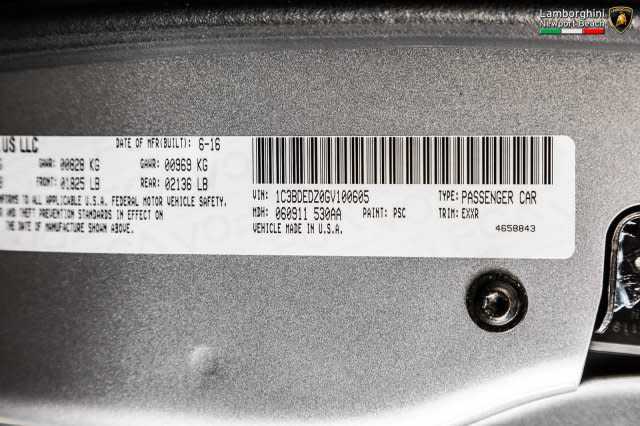 Lamborghini
Newport Beach
US LLC DATE OF MFR(BUILT): 6-16
GAWR: 00828 KG GAWR: 00969 KG
FRONT: 01825 LB REAR: 02136 LB
ORMS TO ALL APPLICABLE U.S.A. FEDERAL MOTOR VEHICLE SAFETY,
AND THEFT PREVENTION STANDARDS IN EFFECT ON
THE DATE OF MANUFACTURE SHOWN ABOVE.
VIN: 1C3BDEDZ0GV100605 TYPE: PASSENGER CAR
MDH: 060911 530AA PAINT: PSC TRIM: EXXR
VEHICLE MADE IN U.S.A. 4658843